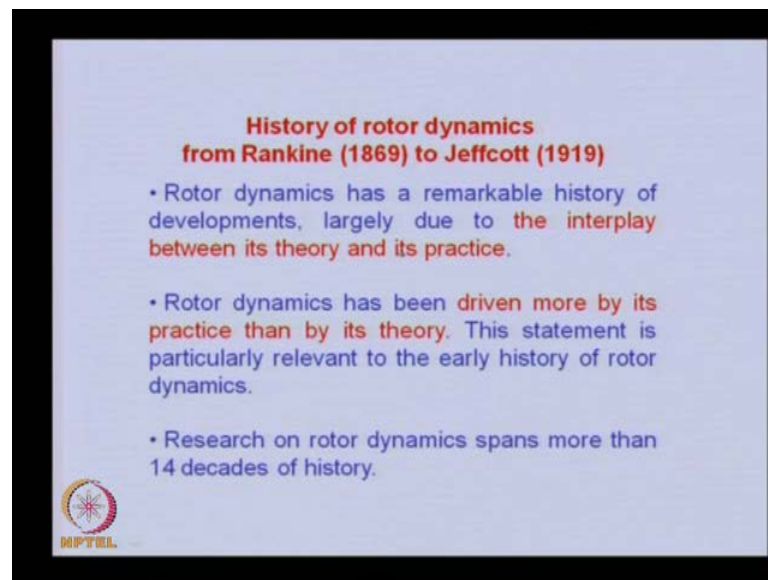 History of rotor dynamics
from Rankine (1869) to Jeffcott (1919)
• Rotor dynamics has a remarkable history of
developments, largely due to the interplay
between its theory and its practice.
• Rotor dynamics has been driven more by its
practice than by its theory. This statement is
particularly relevant to the early history of rotor
dynamics.
• Research on rotor dynamics spans more than
14 decades of history.
NPTEL